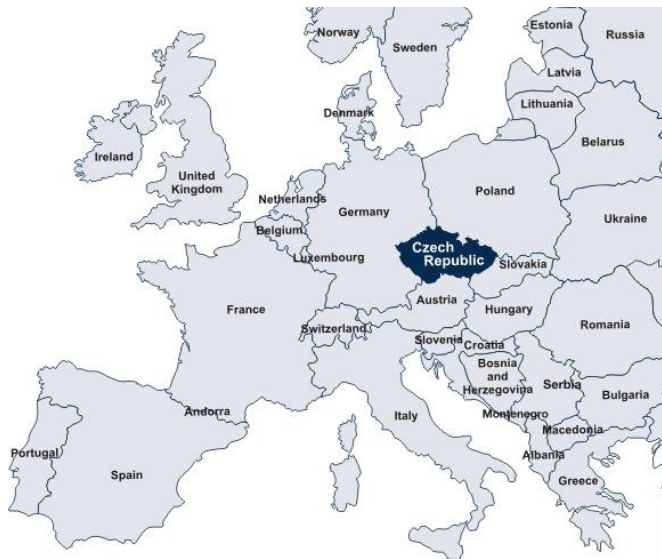 Norway
Sweden
Estonia
Russia
Latvia
Denmark
Lithuania
Ireland
United
Kingdom
Belarus
Netherlands
Germany
Poland
Belgium
Ukraine
Luxembourg
Czech
Republic
Slovakia
France
Austria
Hungary
Switzerland
Slovenia
Croatia
Romania
Bosnia
and
Herzegovina
Serbia
Bulgaria
Andorra
Italy
Montenegro
Macedonia
Portugal
Spain
Albania
Greece